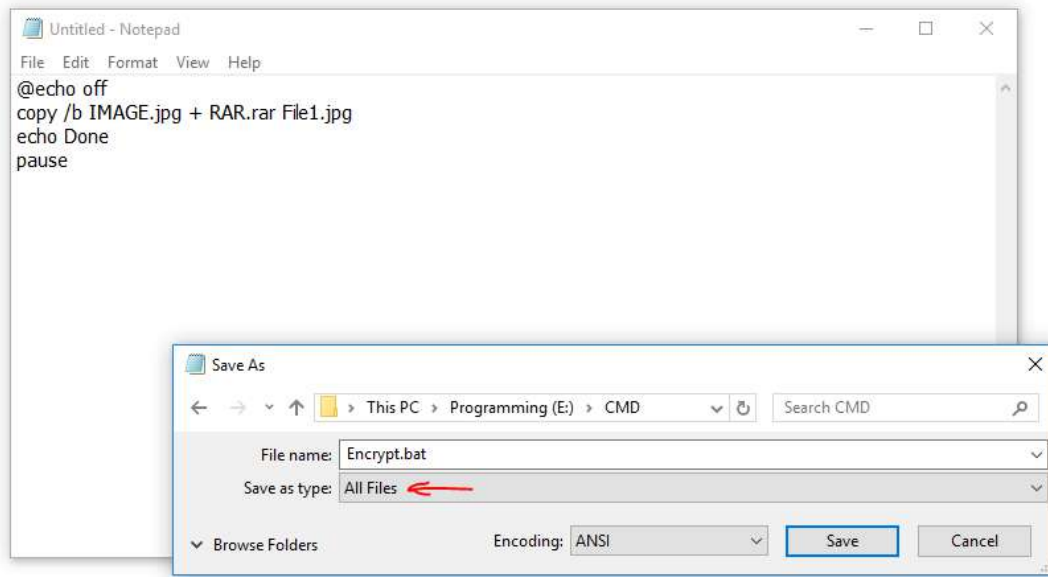 Untitled - Notepad
File Edit Format View Help
@echo off
copy /b IMAGE.jpg + RAR.rar File1.jpg
echo Done
pause
Save As
This PC > Programming (E:) > CMD
Search CMD
File name: Encrypt.bat
Save as type: All Files
Browse Folders
Encoding: ANSI
Save
Cancel